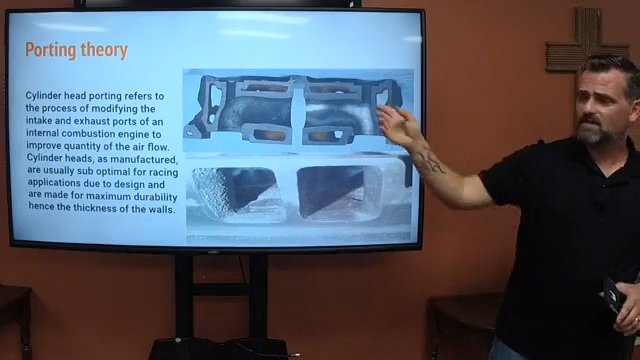 Porting theory
Cylinder head porting refers to
the process of modifying the
intake and exhaust ports of an
internal combustion engine to
improve quantity of the air flow.
Cylinder heads, as manufactured,
are usually sub optimal for racing
applications due to design and
are made for maximum durability
hence the thickness of the walls.